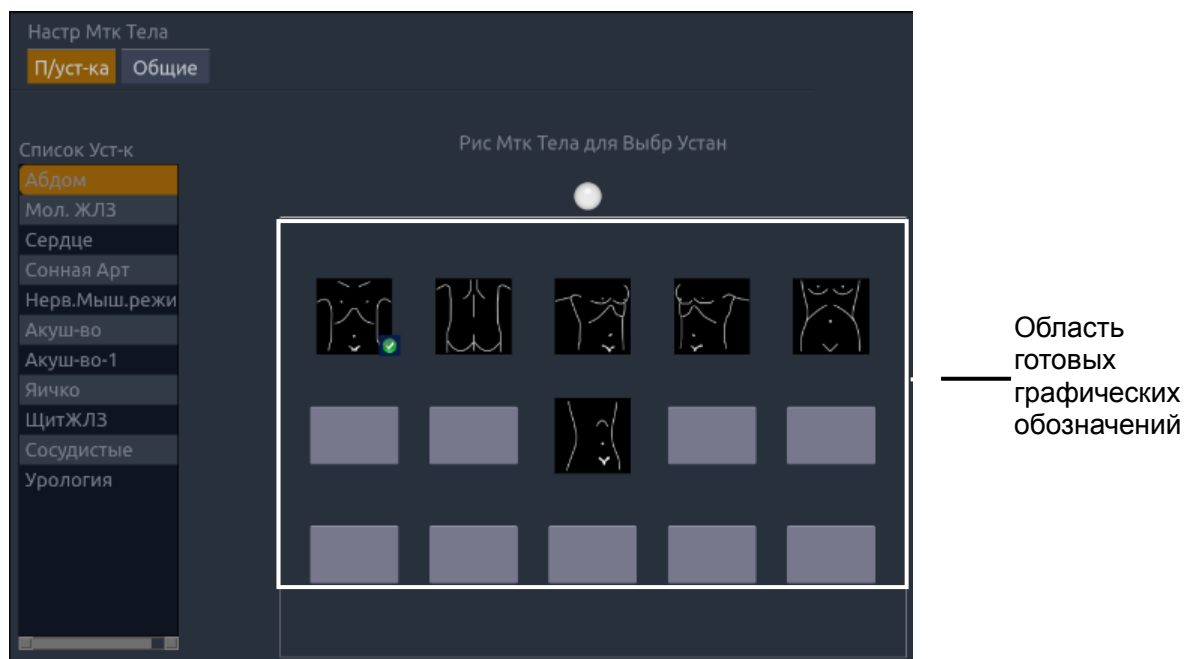 Настр Мтк Тела
П/уст-ка
Общие
Список Уст-к
Рис Мтк Тела для Выбр Устан
Абдом
Мол. ЖЛЗ
Сердце
Сонная Арт
Нерв.Мыш.режи
Акуш-во
Акуш-во-1
Яичко
ЩитЖЛЗ
Сосудистые
Урология
Область
готовых
графических
обозначений